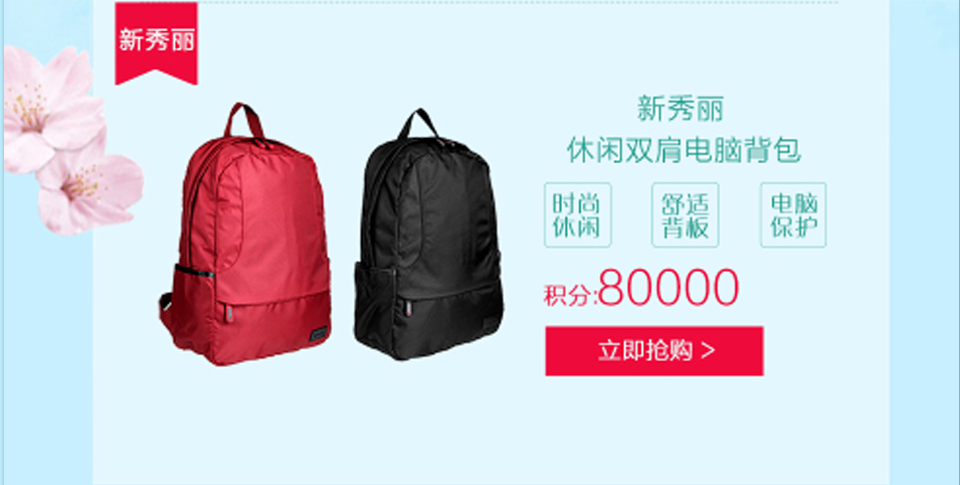 新秀丽
新秀丽
休闲双肩电脑背包
时尚
休闲
舒适
背板
电脑
保护
积分:80000
立即抢购 >